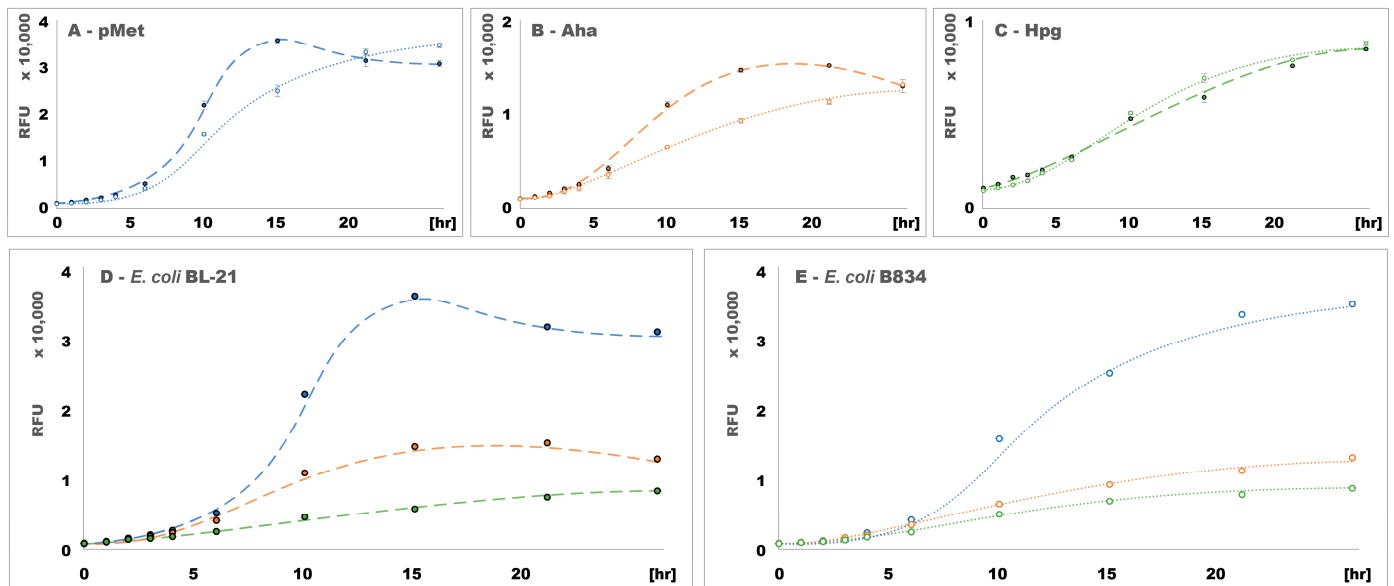 A - pMet
x 10,000
RFU
4
3
2
1
0
0 5 10 15 20 [hr]
B - Aha
x 10,000
RFU
2
1
0
0 5 10 15 20 [hr]
C - Hpg
x 10,000
RFU
1
0
0 5 10 15 20 [hr]
D - E. coli BL-21
x 10,000
RFU
4
3
2
1
0
0 5 10 15 20 [hr]
E - E. coli B834
x 10,000
RFU
4
3
2
1
0
0 5 10 15 20 [hr]